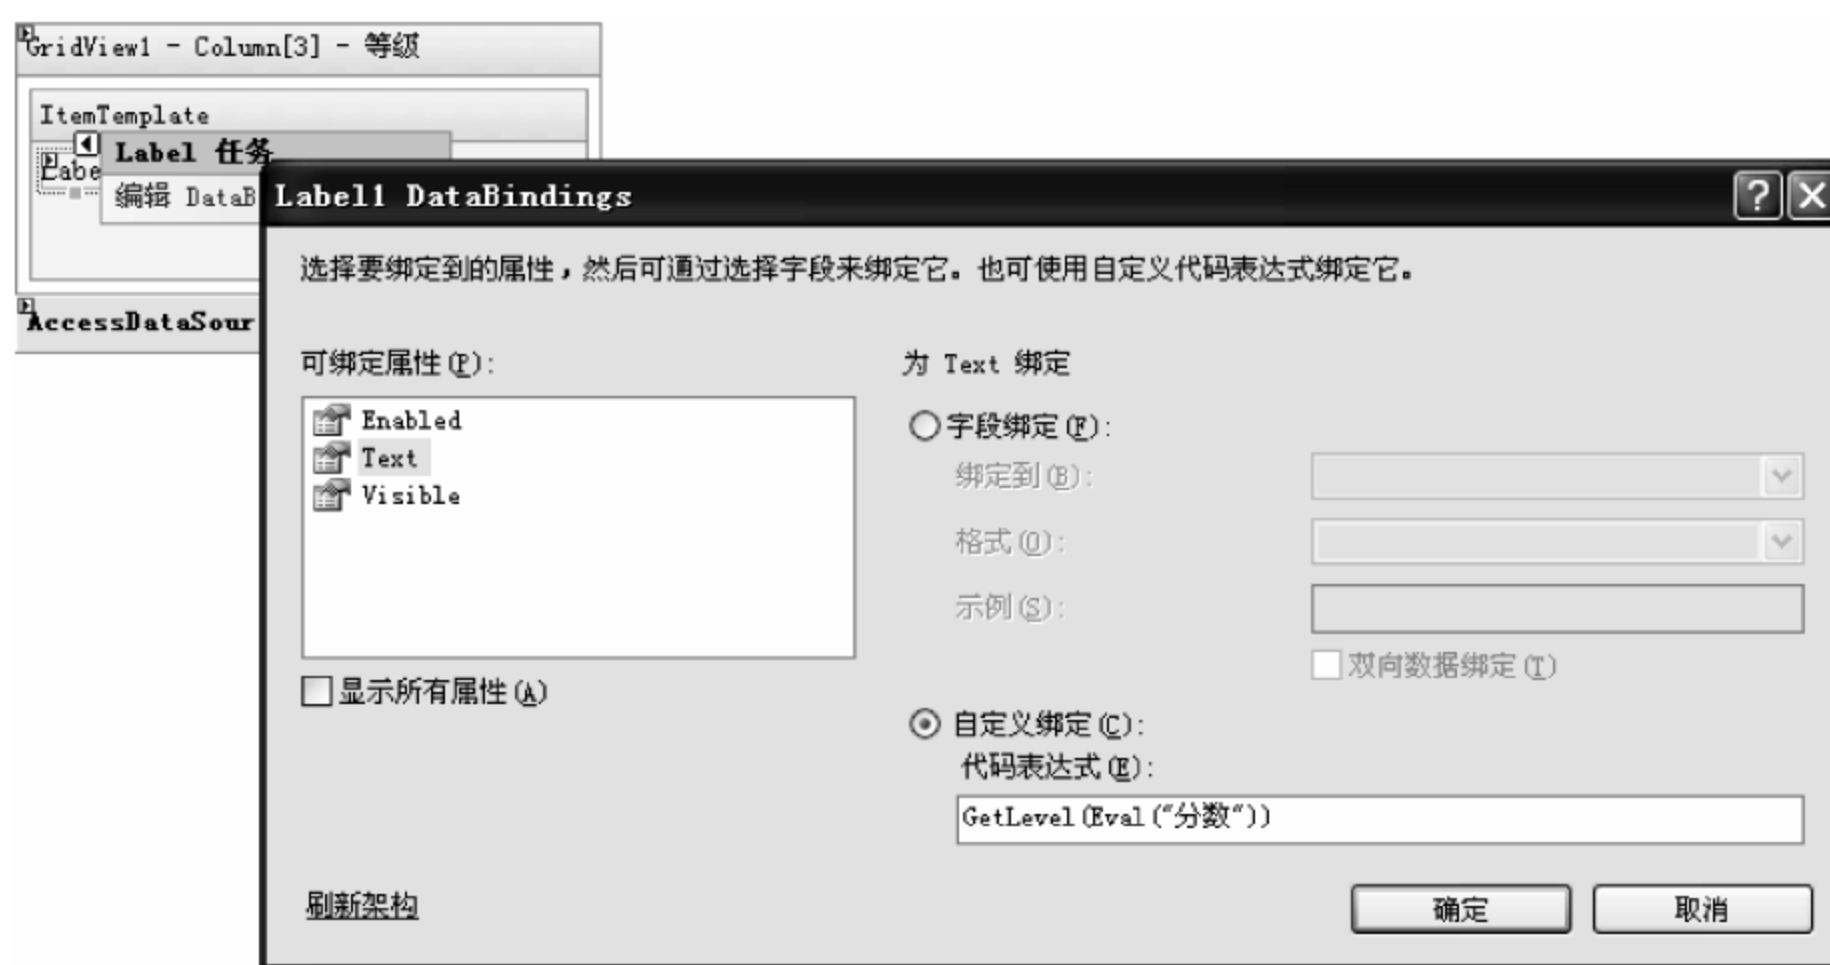 GridView1 - Column[3] - 等级
ItemTemplate
Label 任务
Labe
编辑 DataB
AccessDataSour
Label1 DataBindings
选择要绑定到的属性，然后可通过选择字段来绑定它。也可使用自定义代码表达式绑定它。
可绑定属性(P):
Enabled
Text
Visible
显示所有属性(A)
为 Text 绑定
字段绑定(F):
绑定到(B):
格式(O):
示例(S):
双向数据绑定(T)
自定义绑定(C):
代码表达式(E):
GetLevel(Eval("分数"))
刷新架构
确定
取消